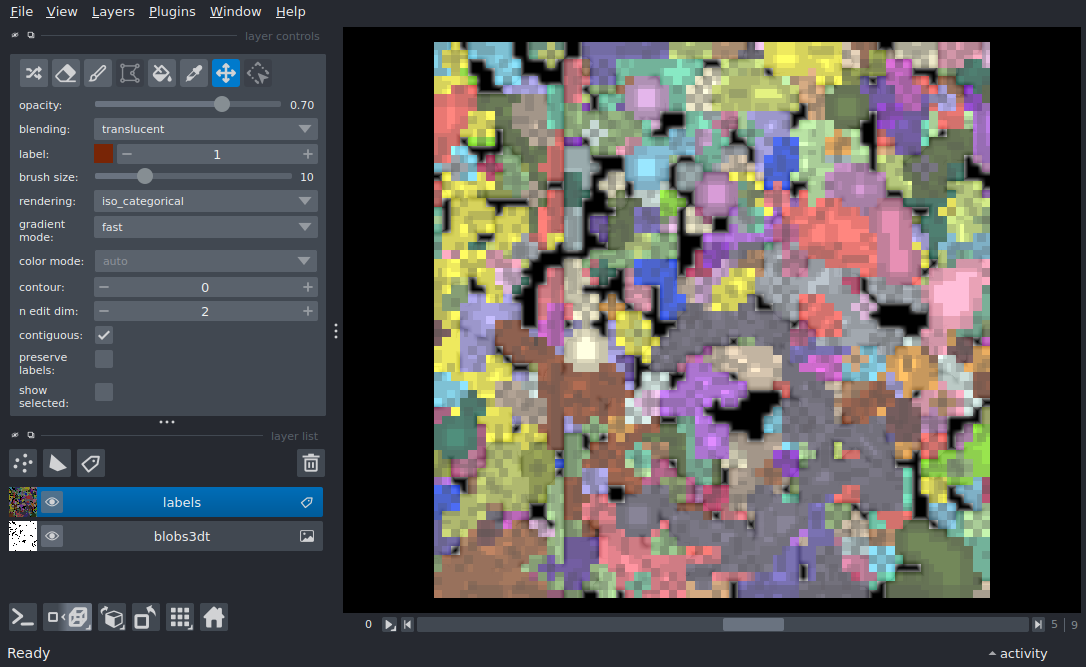 File View Layers Plugins Window Help
layer controls
opacity: 0.70
blending: translucent
label: 1
brush size: 10
rendering: iso_categorical
gradient
mode: fast
color mode: auto
contour: 0
n edit dim: 2
contiguous:
preserve
labels:
show
selected:
layer list
labels
blobs3dt
0 5 | 9
Ready activity